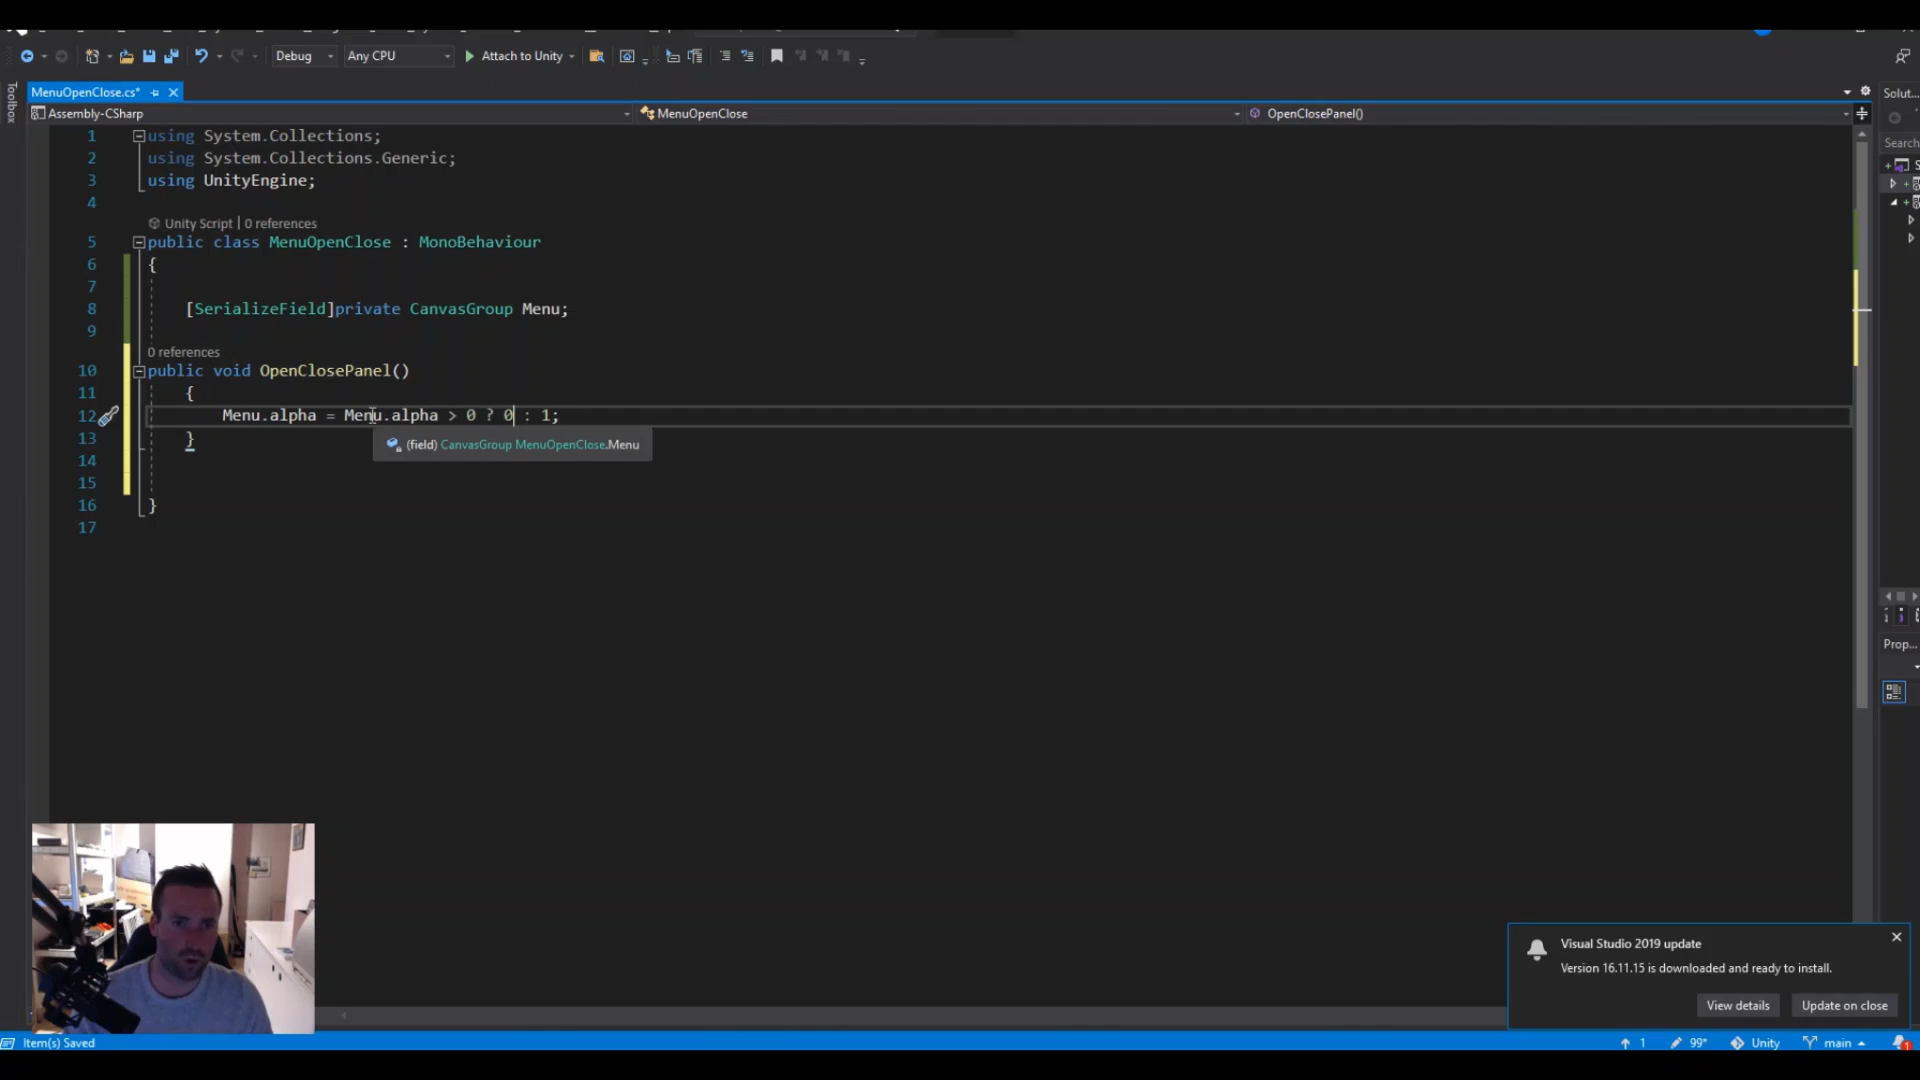 Debug
Any CPU
Attach to Unity
Toolbox
MenuOpenClose.cs*
Solut...
Assembly-CSharp
MenuOpenClose
OpenClosePanel()
Search
1 using System.Collections;
2 using System.Collections.Generic;
3 using UnityEngine;
4
Unity Script | 0 references
5 public class MenuOpenClose : MonoBehaviour
6 {
7
8 [SerializeField]private CanvasGroup Menu;
9
0 references
10 public void OpenClosePanel()
11 {
12 Menu.alpha = Menu.alpha > 0 ? 0 : 1;
13 }
(field) CanvasGroup MenuOpenClose.Menu
14
15
16 }
17
Prop...
Visual Studio 2019 update
Version 16.11.15 is downloaded and ready to install.
View details
Update on close
Item(s) Saved
1
99*
Unity
main
1